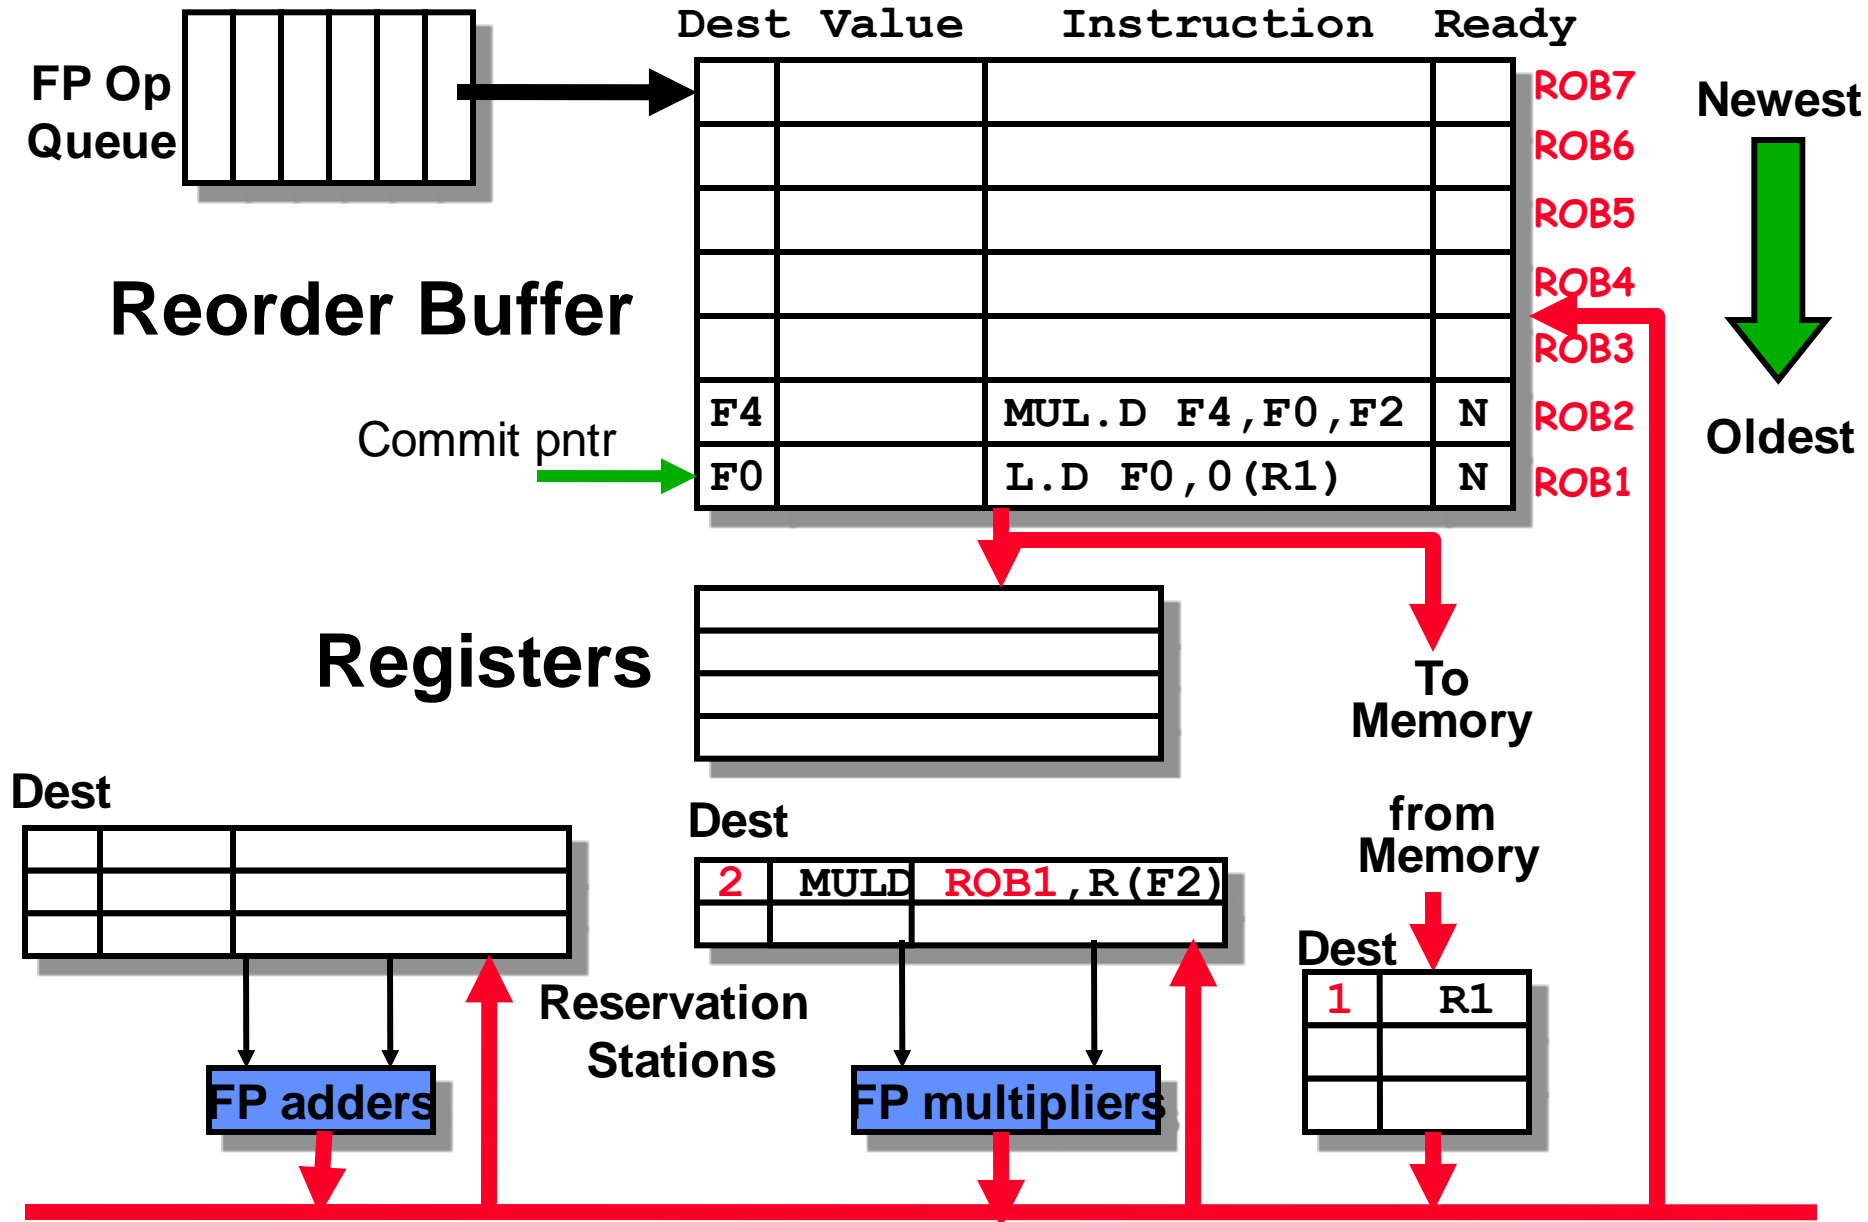 Dest Value Instruction Ready
FP Op
Queue
ROB7
Newest
ROB6
ROB5
Reorder Buffer
ROB4
ROB3
Commit pntr
F4 MUL.D F4,F0,F2 N ROB2
Oldest
F0 L.D F0,0(R1) N ROB1
Registers
To
Memory
Dest
Dest
from
Memory
2 MULD ROB1,R(F2)
Dest
1 R1
Reservation
Stations
FP adders
FP multipliers